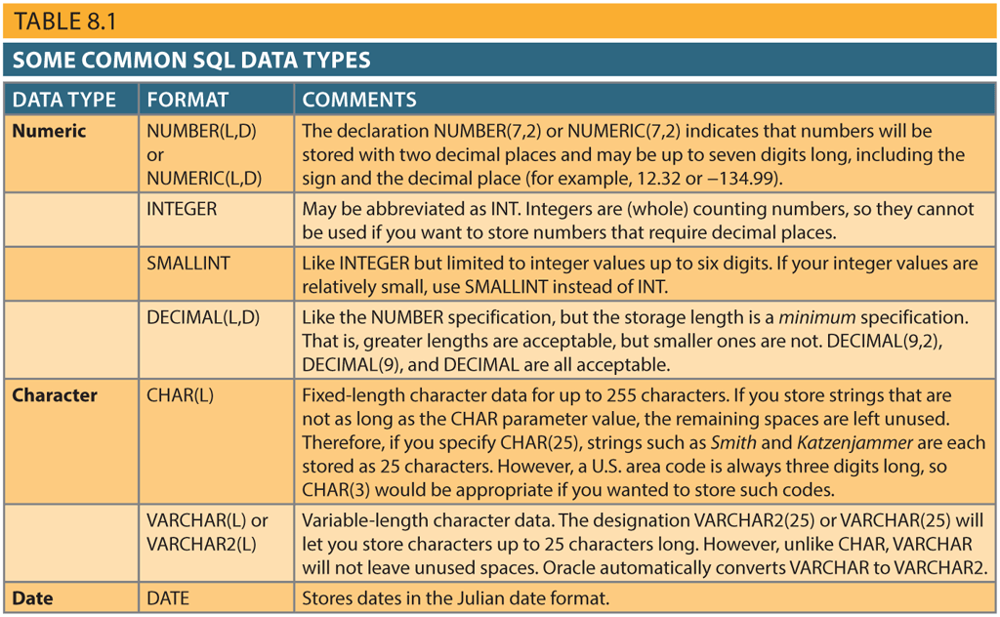 TABLE 8.1
SOME COMMON SQL DATA TYPES
DATA TYPE FORMAT COMMENTS
Numeric NUMBER(L,D) The declaration NUMBER(7,2) or NUMERIC(7,2) indicates that numbers will be
or stored with two decimal places and may be up to seven digits long, including the
NUMERIC(L,D) sign and the decimal place (for example, 12.32 or −134.99).
INTEGER May be abbreviated as INT. Integers are (whole) counting numbers, so they cannot
be used if you want to store numbers that require decimal places.
SMALLINT Like INTEGER but limited to integer values up to six digits. If your integer values are
relatively small, use SMALLINT instead of INT.
DECIMAL(L,D) Like the NUMBER specification, but the storage length is a minimum specification.
That is, greater lengths are acceptable, but smaller ones are not. DECIMAL(9,2),
DECIMAL(9), and DECIMAL are all acceptable.
Character CHAR(L) Fixed-length character data for up to 255 characters. If you store strings that are
not as long as the CHAR parameter value, the remaining spaces are left unused.
Therefore, if you specify CHAR(25), strings such as Smith and Katzenjammer are each
stored as 25 characters. However, a U.S. area code is always three digits long, so
CHAR(3) would be appropriate if you wanted to store such codes.
VARCHAR(L) or Variable-length character data. The designation VARCHAR2(25) or VARCHAR(25) will
VARCHAR2(L) let you store characters up to 25 characters long. However, unlike CHAR, VARCHAR
will not leave unused spaces. Oracle automatically converts VARCHAR to VARCHAR2.
Date DATE Stores dates in the Julian date format.